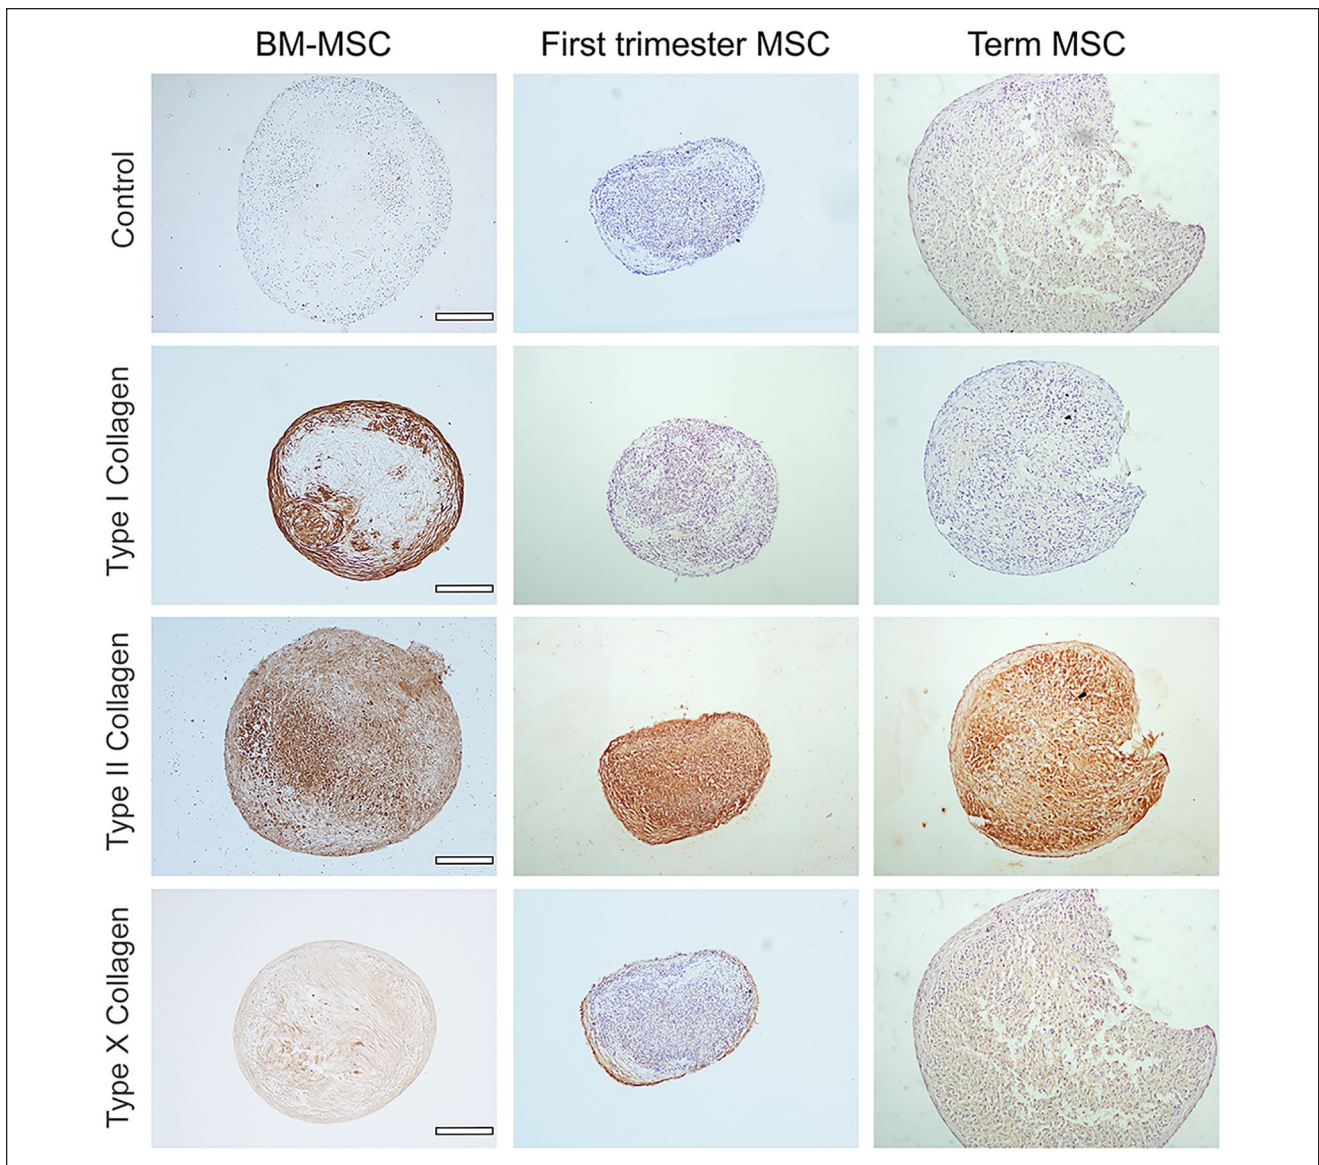 BM-MSC
First trimester MSC
Term MSC
Control
Type I Collagen
Type II Collagen
Type X Collagen